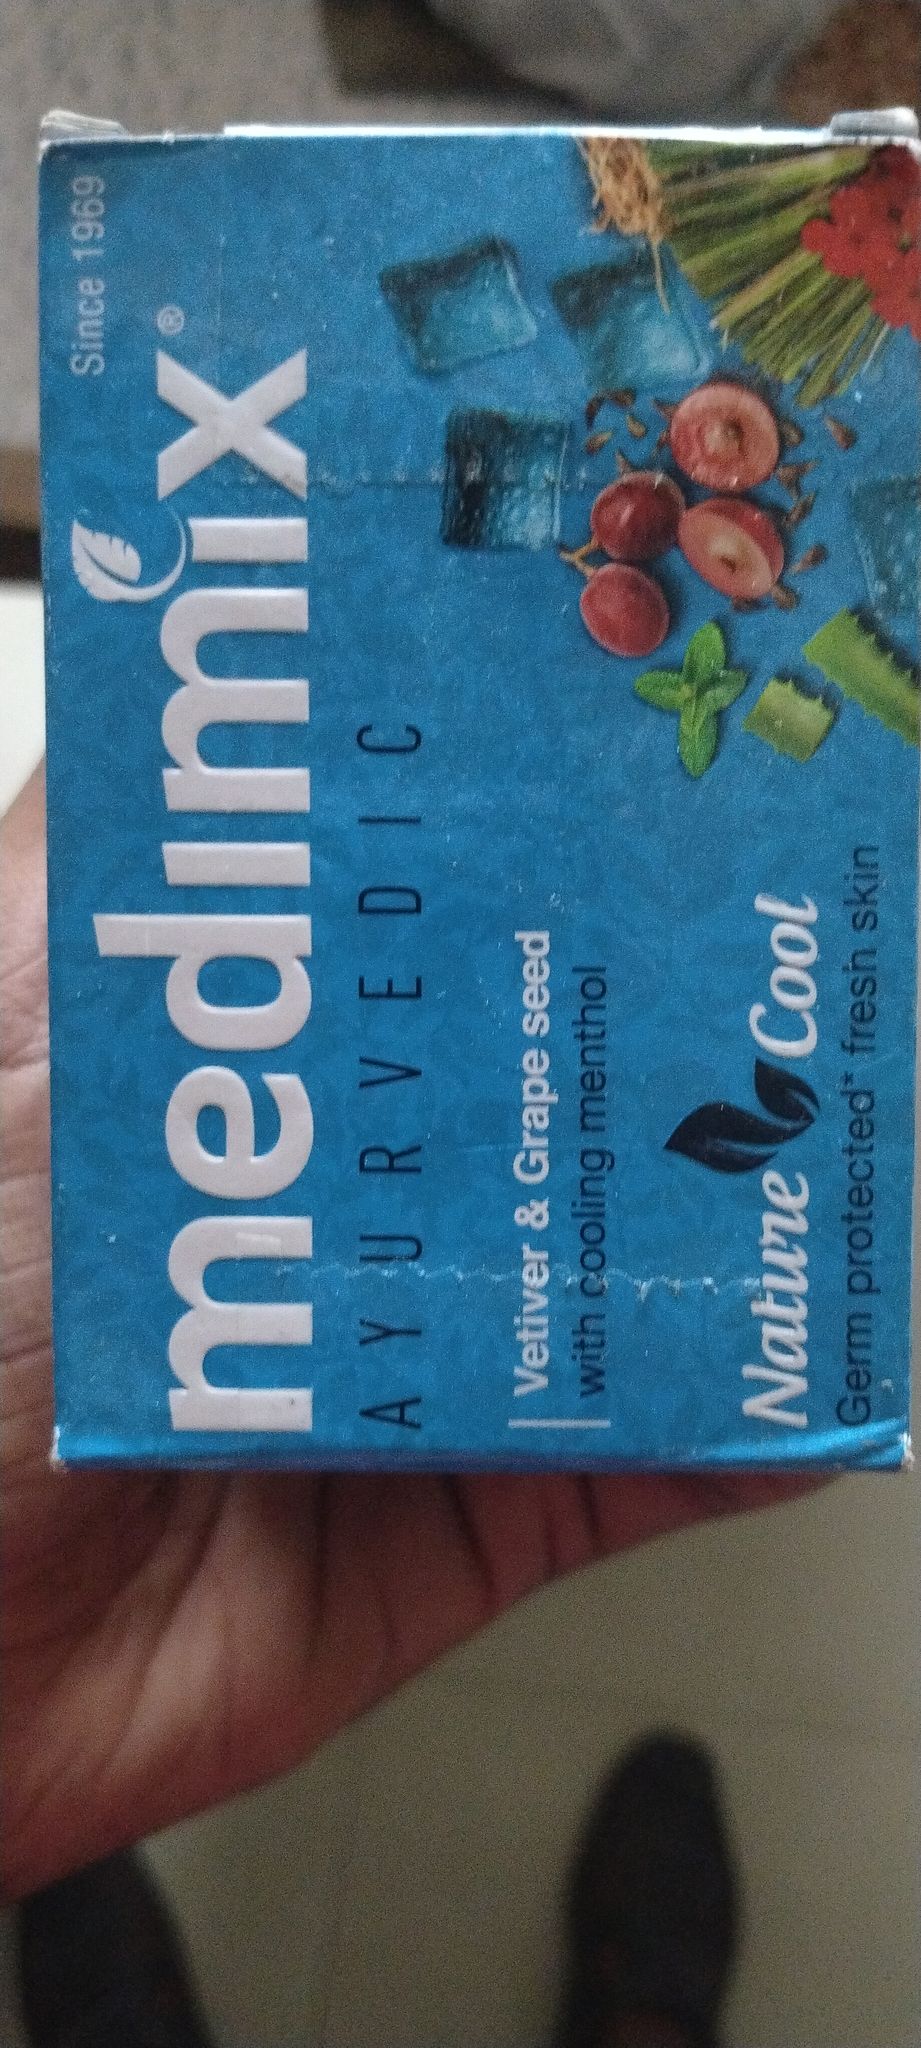 Since 1969
medimix®
AYURVEDIC
Vetiver & Grape seed
with cooling menthol
Nature Cool
Germ protected* fresh skin